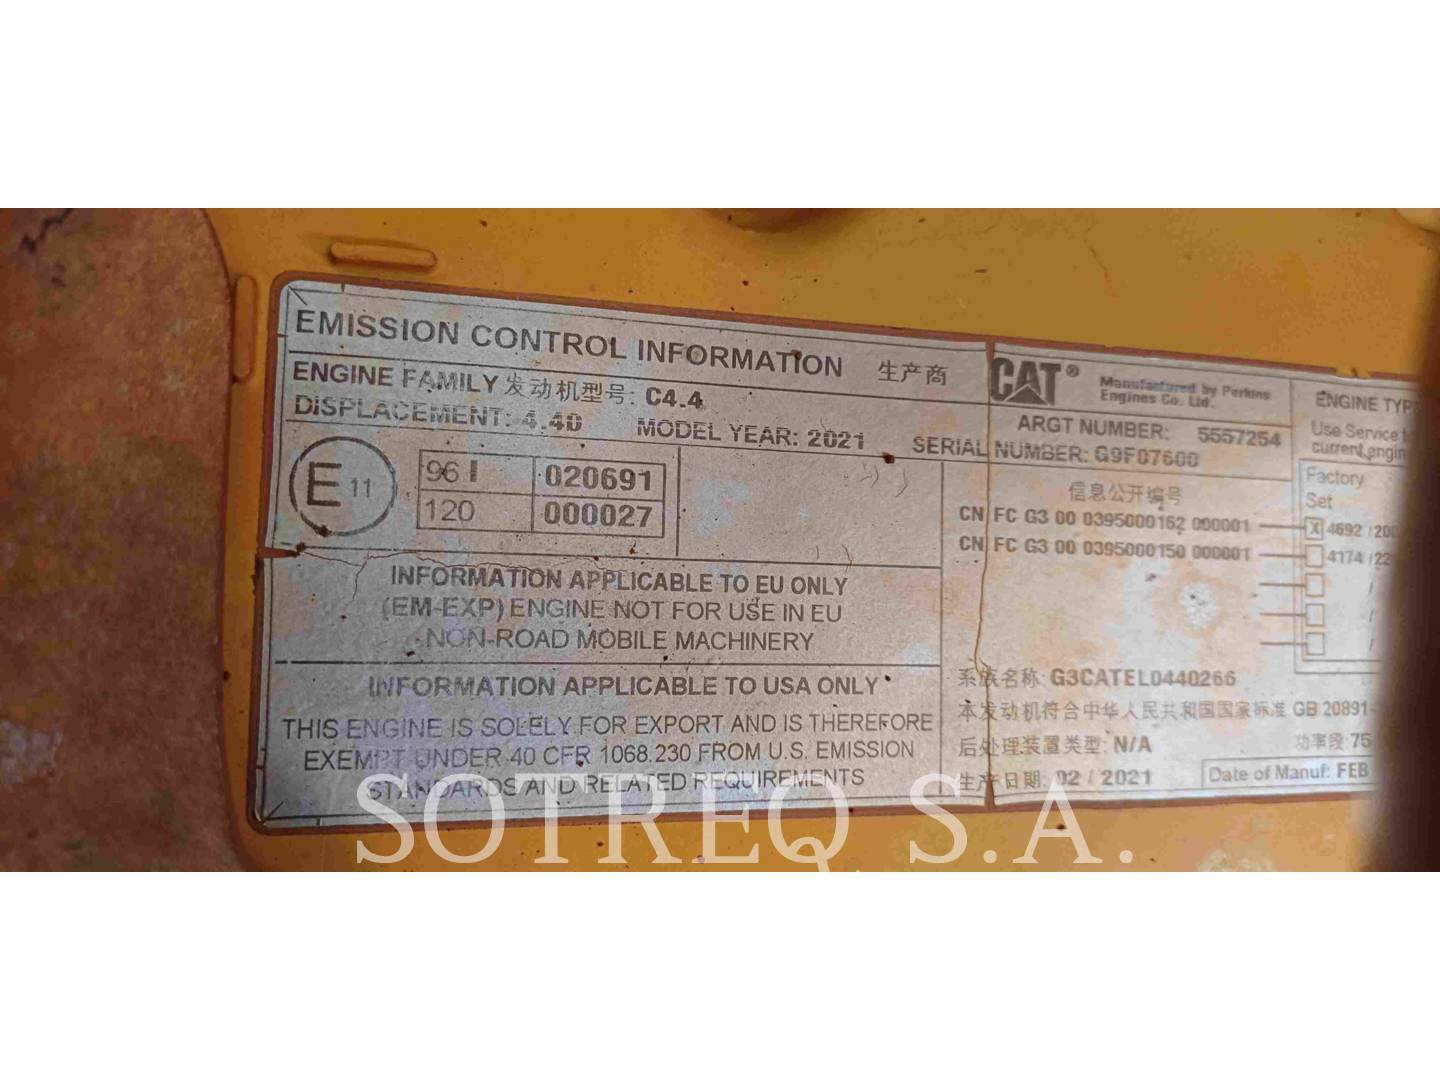 EMISSION CONTROL INFORMATION 生产商 CAT® Manufactured by Perkins Engines Co. Ltd.
ENGINE FAMILY 发动机型号: C4.4
DISPLACEMENT: 4.40 MODEL YEAR: 2021
ARGT NUMBER: 5557254
SERIAL NUMBER: G9F07600
E 11
96 I 020691
120 000027
信息公开编号
CN FC G3 00 0395000162 000001
CN FC G3 00 0395000150 000001
ENGINE
Use Service
current
Factory
Set
X 4692
4174
INFORMATION APPLICABLE TO EU ONLY
(EM-EXP) ENGINE NOT FOR USE IN EU
NON-ROAD MOBILE MACHINERY
INFORMATION APPLICABLE TO USA ONLY
THIS ENGINE IS SOLELY FOR EXPORT AND IS THEREFORE
EXEMPT UNDER 40 CFR 1068.230 FROM U.S. EMISSION
STANDARDS AND RELATED REQUIREMENTS
系族名称: G3CATEL0440266
本发动机符合中华人民共和国国家标准 GB 20891-
后处理装置类型: N/A 功率段 75
生产日期: 02 / 2021 Date of Manuf: FEB
SOTREQ S.A.